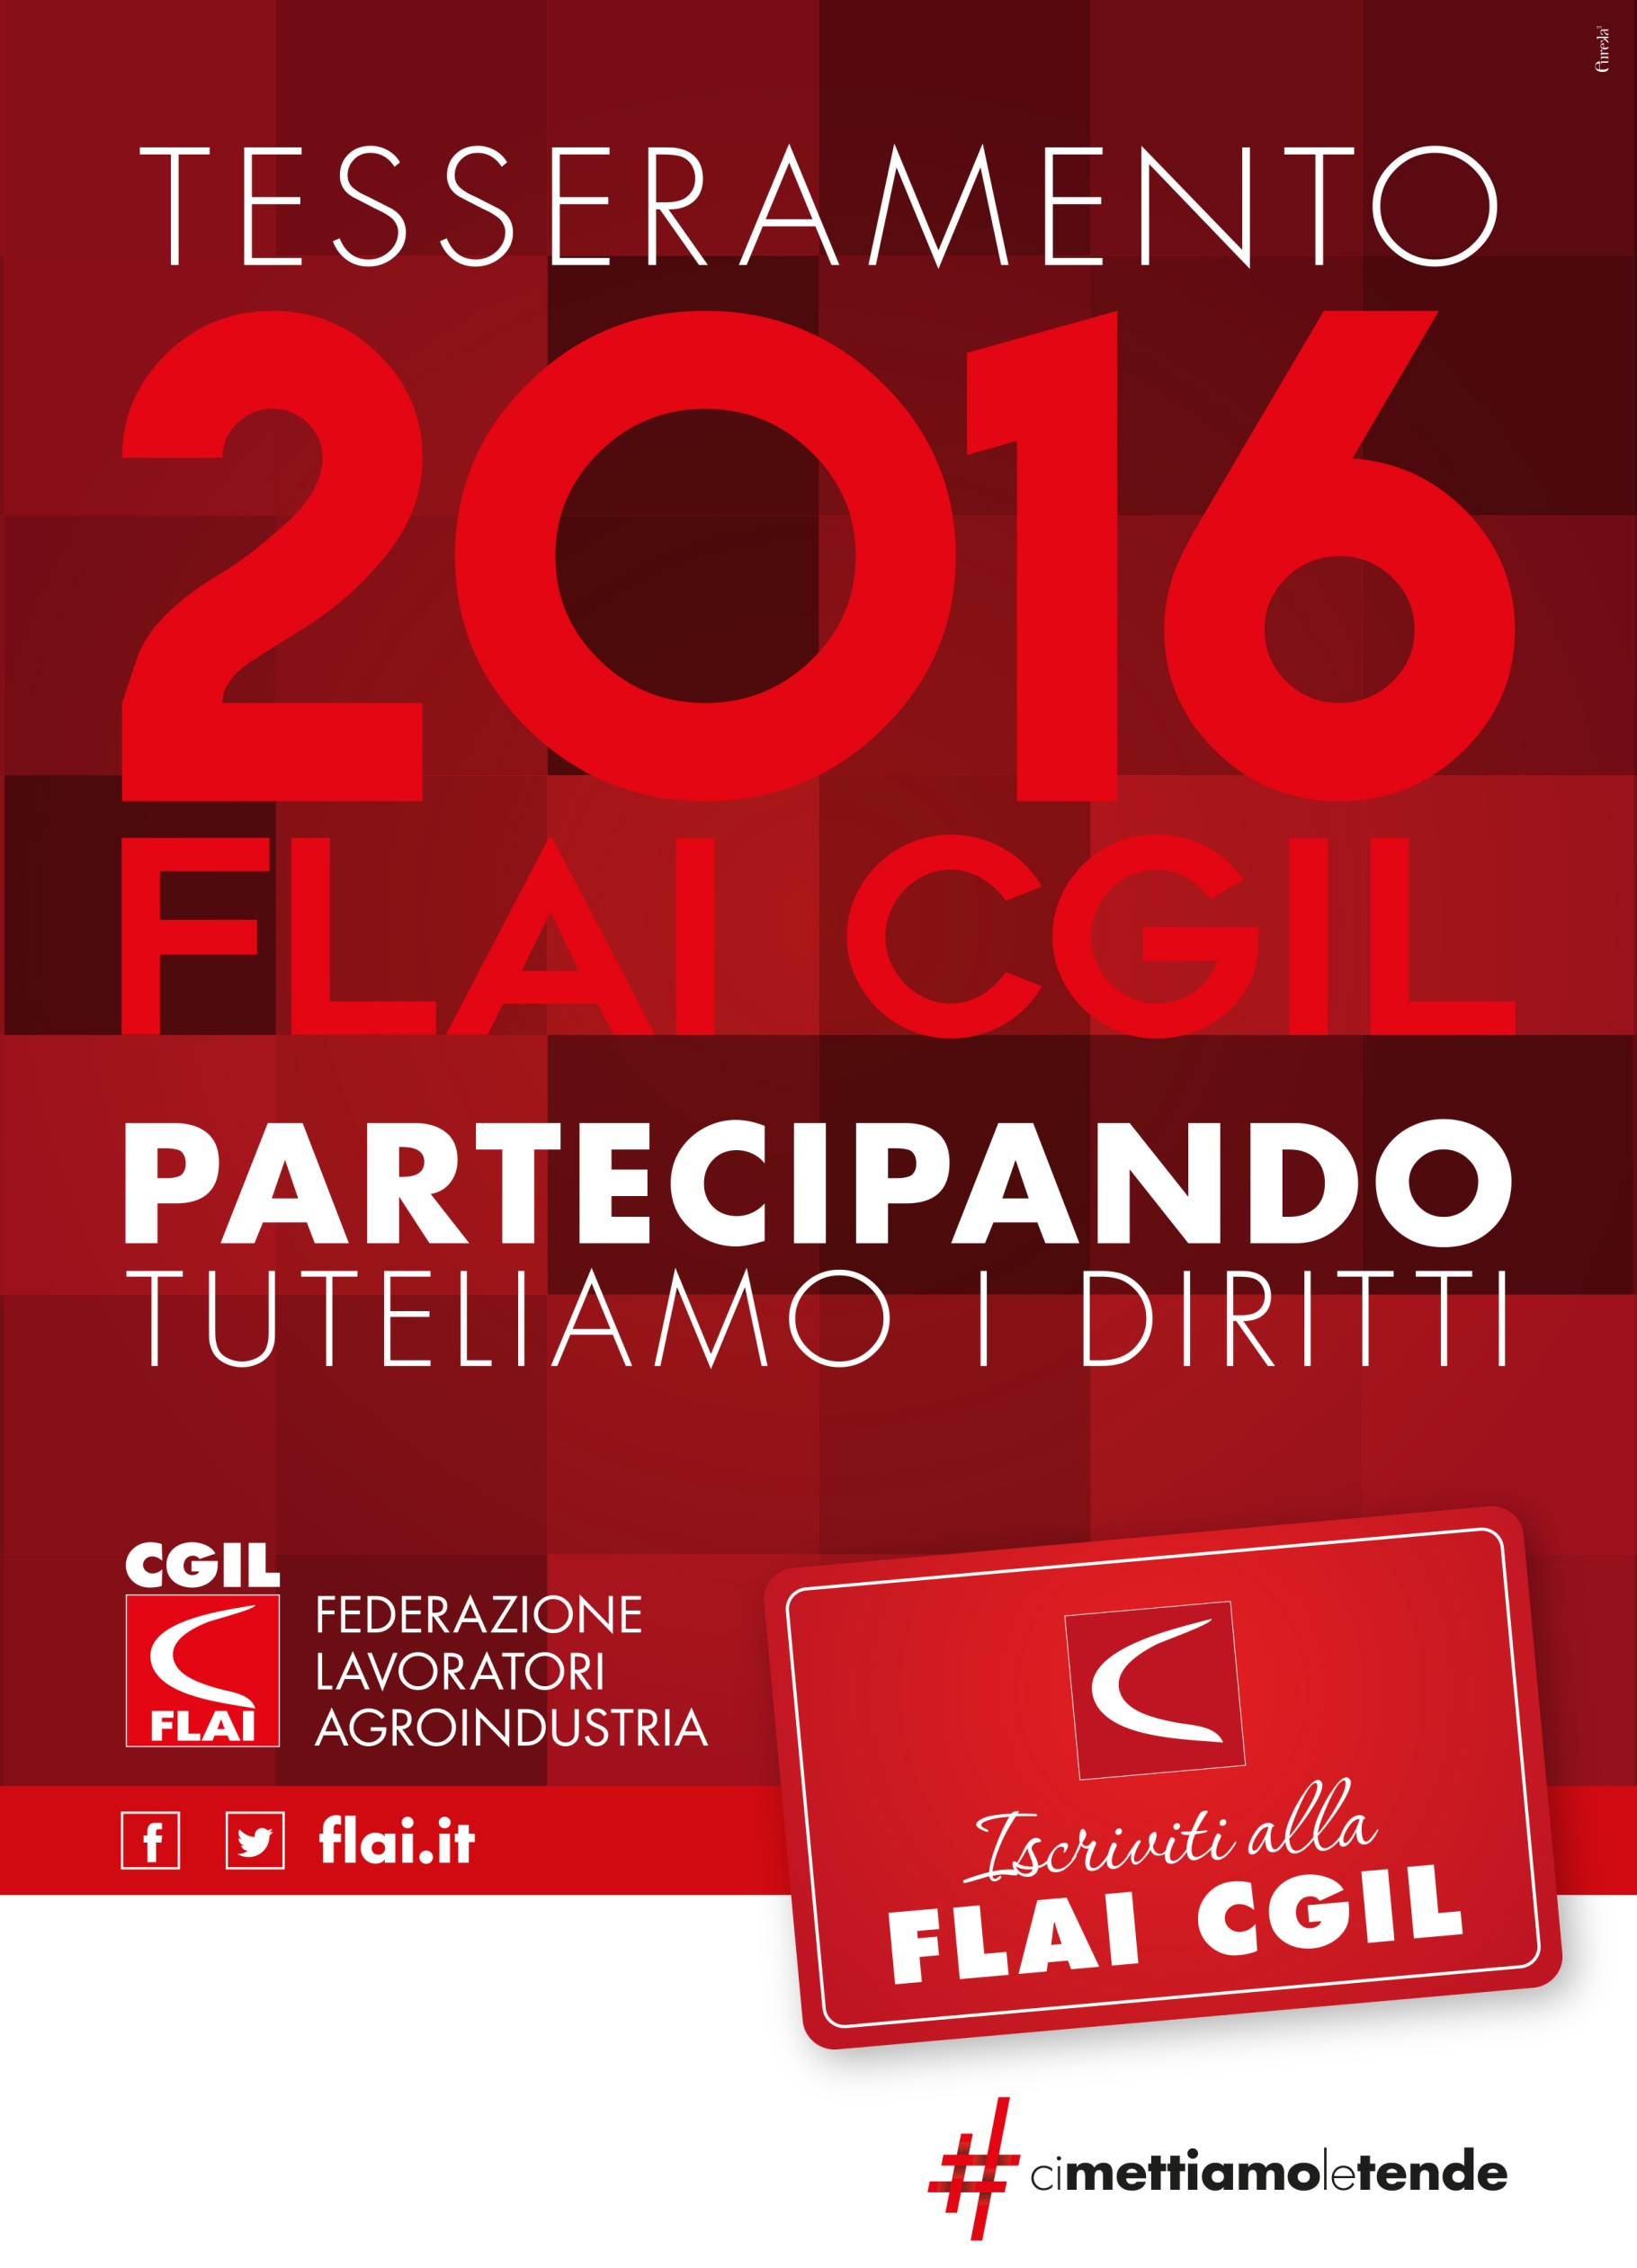 eureka³
TESSERAMENTO
2016
FLAI CGIL
PARTECIPANDO
TUTELIAMO I DIRITTI
CGIL
FLAI
FEDERAZIONE
LAVORATORI
AGROINDUSTRIA
f
flai.it
Iscriviti alla
FLAI CGIL
#cimettiamoletende